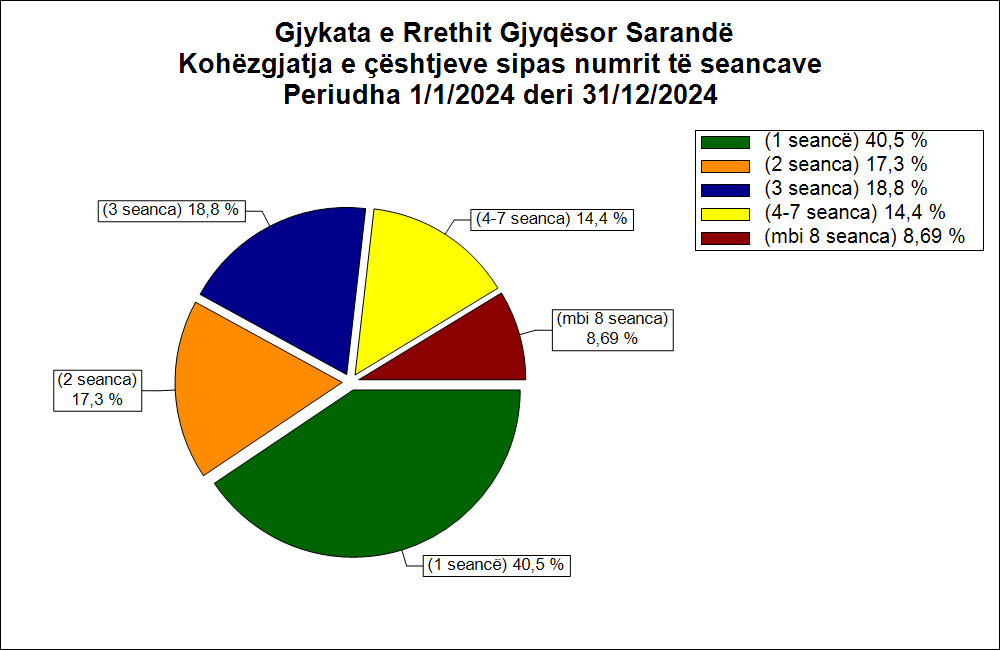 Gjykata e Rrethit Gjyqësor Sarandë
Kohëzgjatja e çështjeve sipas numrit të seancave
Periudha 1/1/2024 deri 31/12/2024
(1 seancë) 40,5 %
(2 seanca) 17,3 %
(3 seanca) 18,8 %
(4-7 seanca) 14,4 %
(mbi 8 seanca) 8,69 %
(3 seanca) 18,8 %
(4-7 seanca) 14,4 %
(mbi 8 seanca)
8,69 %
(2 seanca)
17,3 %
(1 seancë) 40,5 %